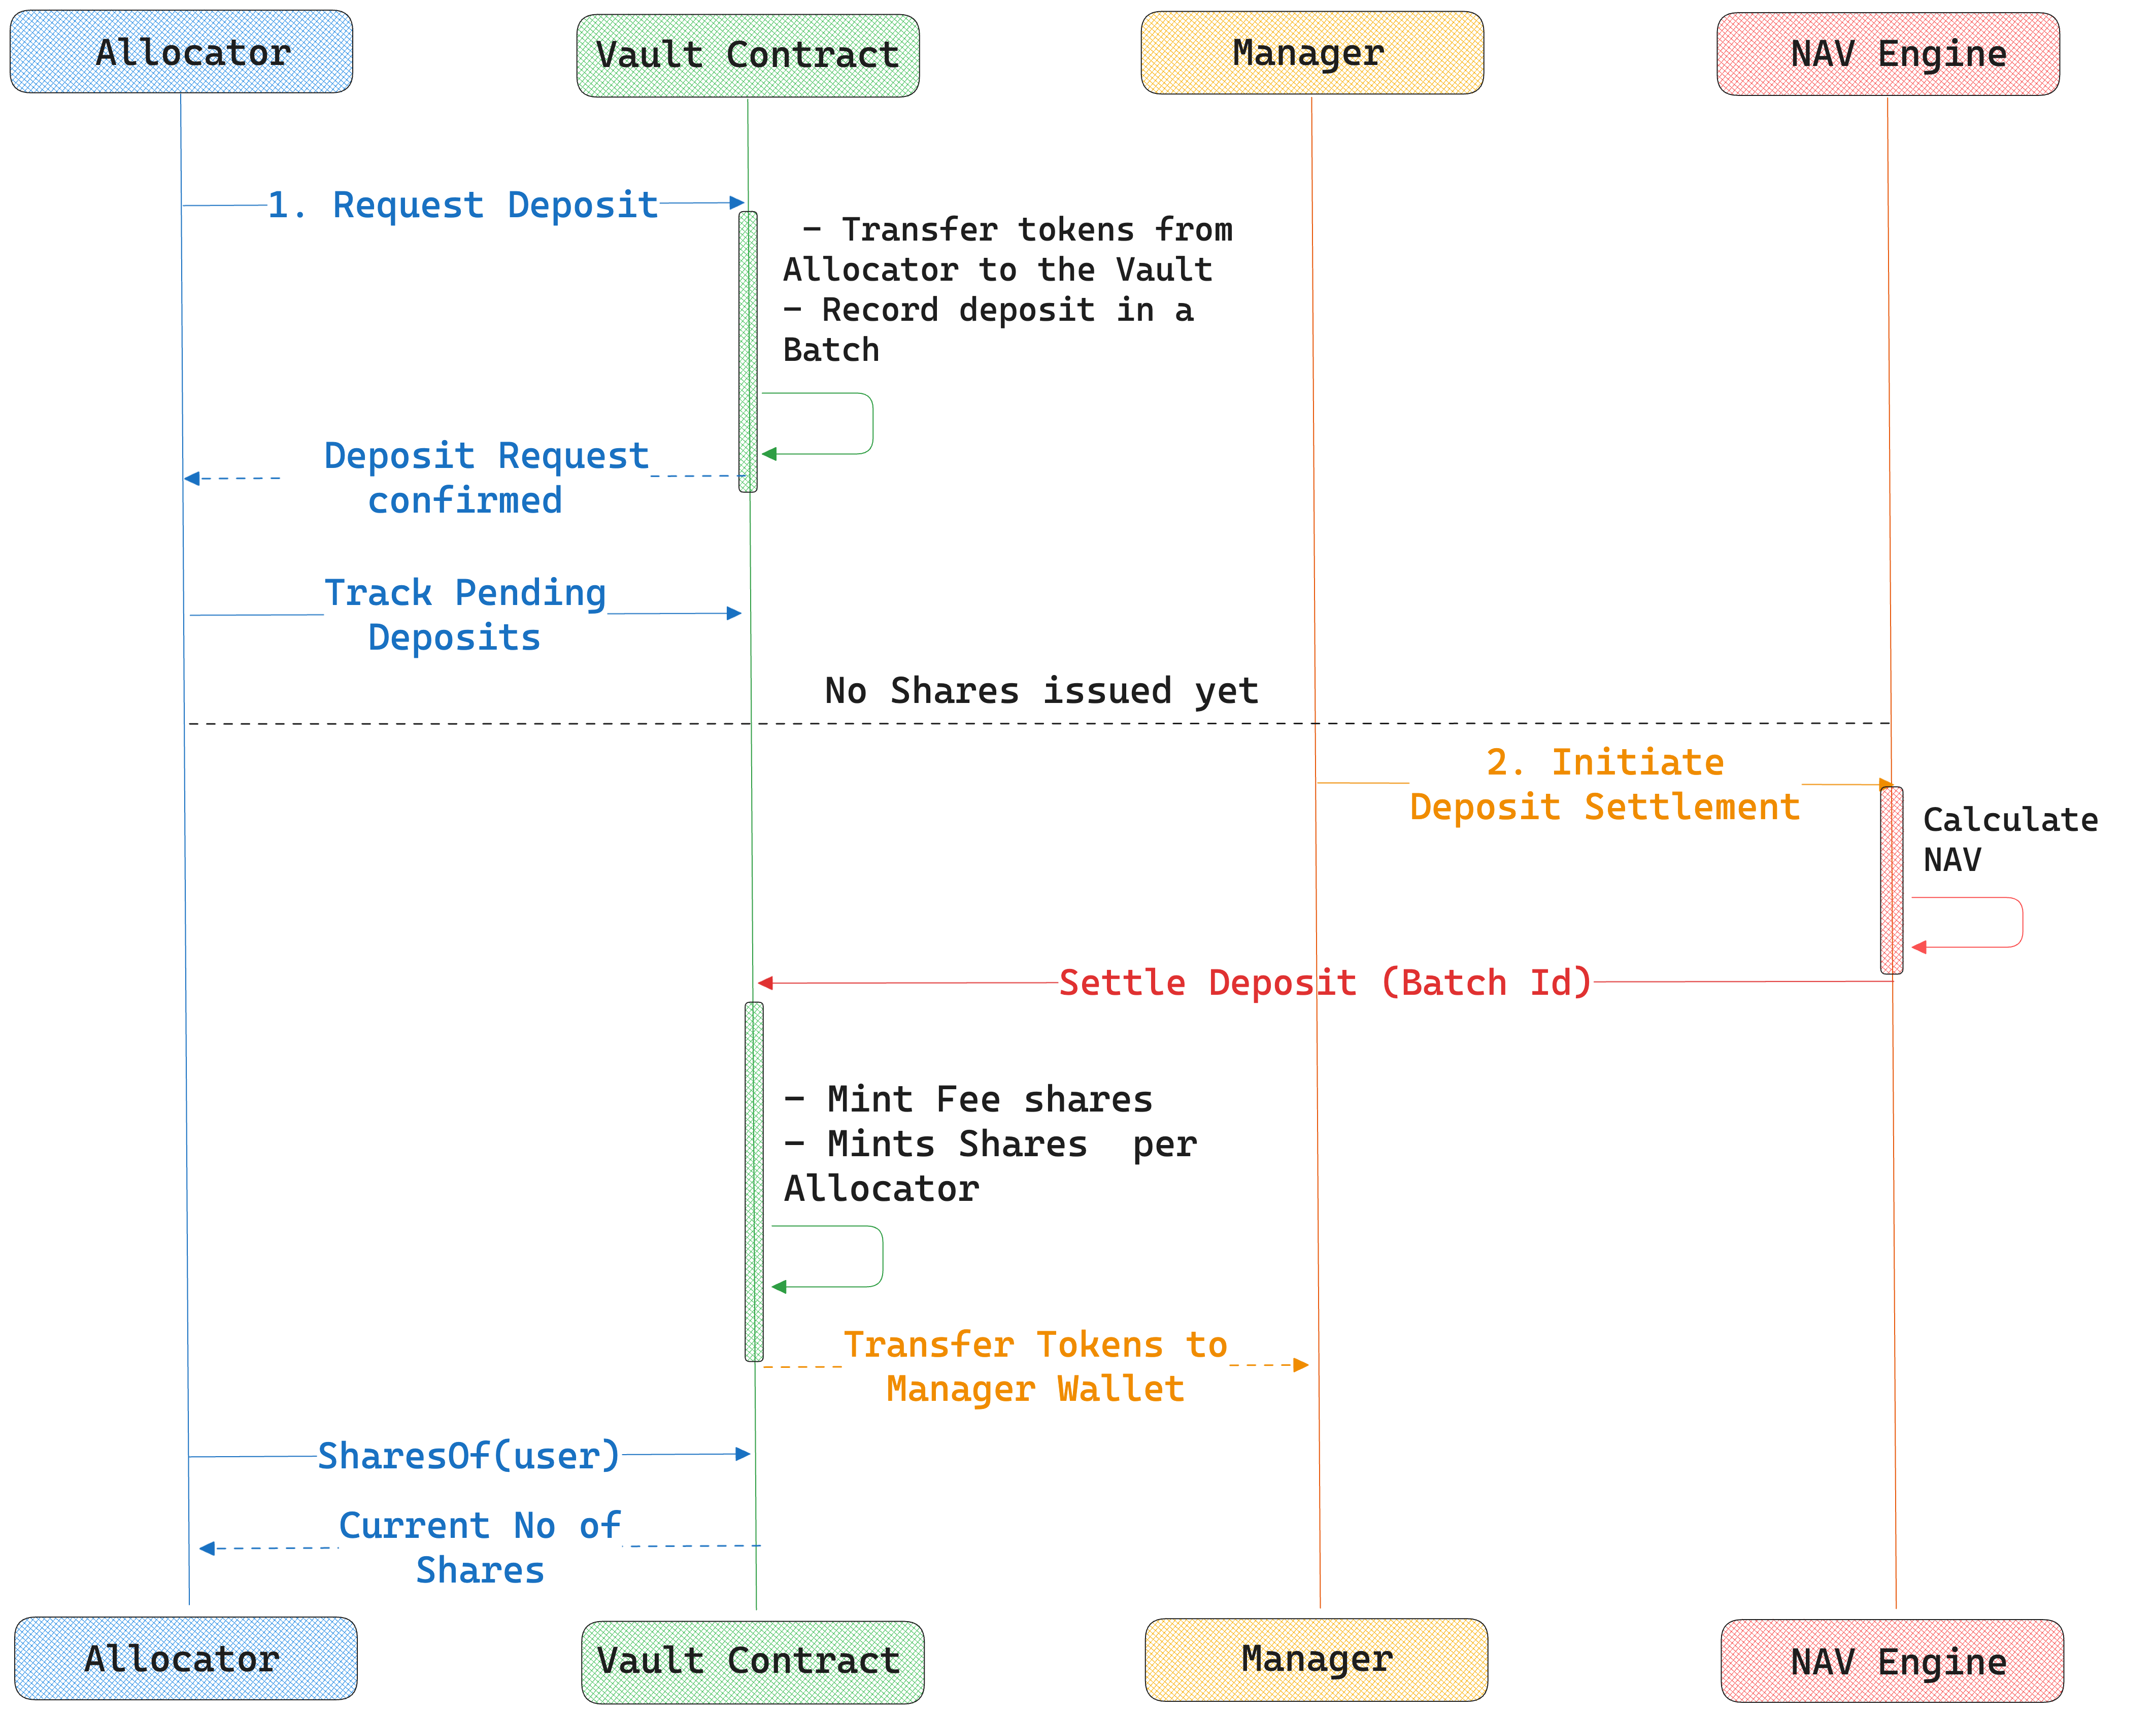 Allocator
Vault Contract
Manager
NAV Engine
1. Request Deposit
- Transfer tokens from
Allocator to the Vault
- Record deposit in a
Batch
Deposit Request
confirmed
Track Pending
Deposits
No Shares issued yet
2. Initiate
Deposit Settlement
Calculate
NAV
Settle Deposit (Batch Id)
- Mint Fee shares
- Mints Shares  per
Allocator
Transfer Tokens to
Manager Wallet
SharesOf(user)
Current No of
Shares
Allocator
Vault Contract
Manager
NAV Engine